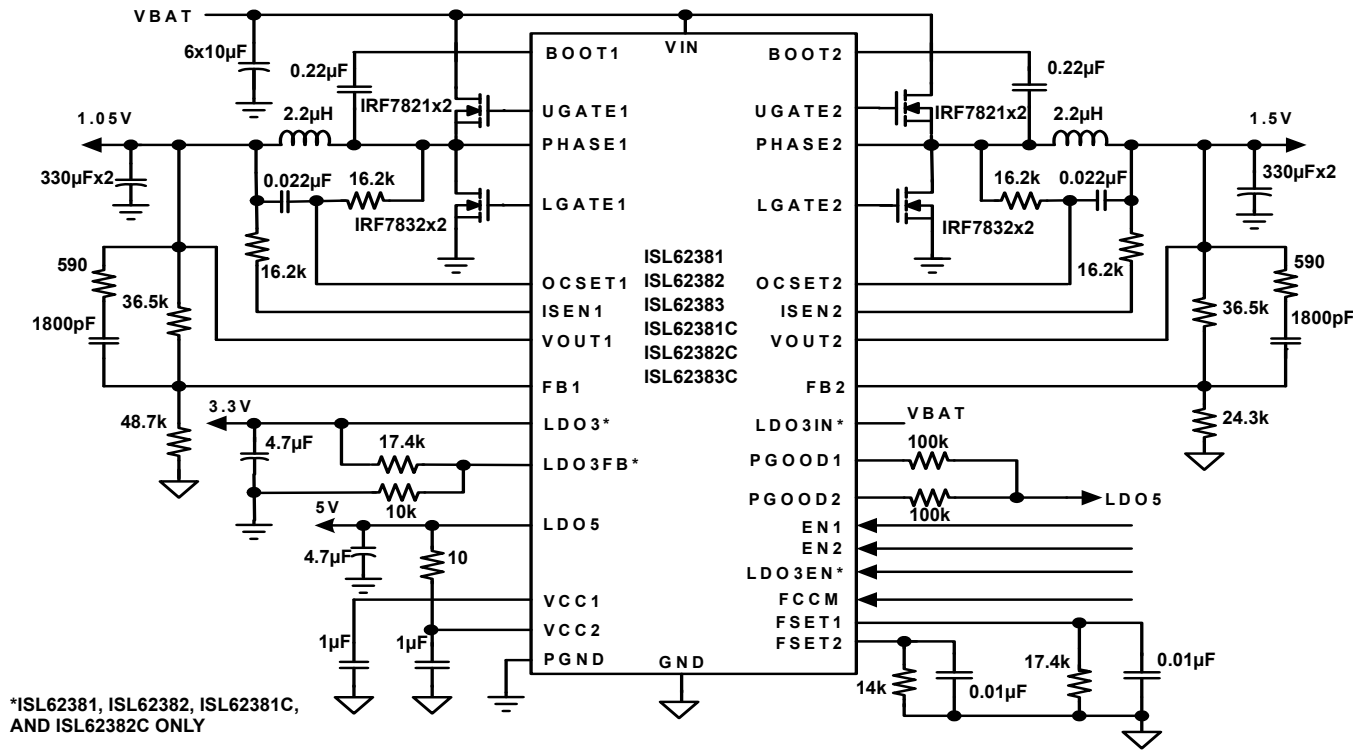 VBAT
6x10µF
0.22µF
IRF7821x2
2.2µH
1.05V
330µFx2
0.022µF
16.2k
IRF7832x2
16.2k
590
36.5k
1800pF
48.7k
3.3V
4.7µF
17.4k
10k
5V
4.7µF
10
1µF
1µF
VIN
BOOT1
UGATE1
PHASE1
LGATE1
OCSET1
ISEN1
VOUT1
FB1
LDO3*
LDO3FB*
LDO5
VCC1
VCC2
PGND
GND
ISL62381
ISL62382
ISL62383
ISL62381C
ISL62382C
ISL62383C
BOOT2
UGATE2
PHASE2
LGATE2
OCSET2
ISEN2
VOUT2
FB2
LDO3IN*
PGOOD1
PGOOD2
EN1
EN2
LDO3EN*
FCCM
FSET1
FSET2
0.22µF
IRF7821x2
2.2µH
1.5V
330µFx2
16.2k
0.022µF
IRF7832x2
16.2k
590
36.5k
1800pF
24.3k
VBAT
100k
100k
LDO5
14k
0.01µF
17.4k
0.01µF
*ISL62381, ISL62382, ISL62381C,
AND ISL62382C ONLY